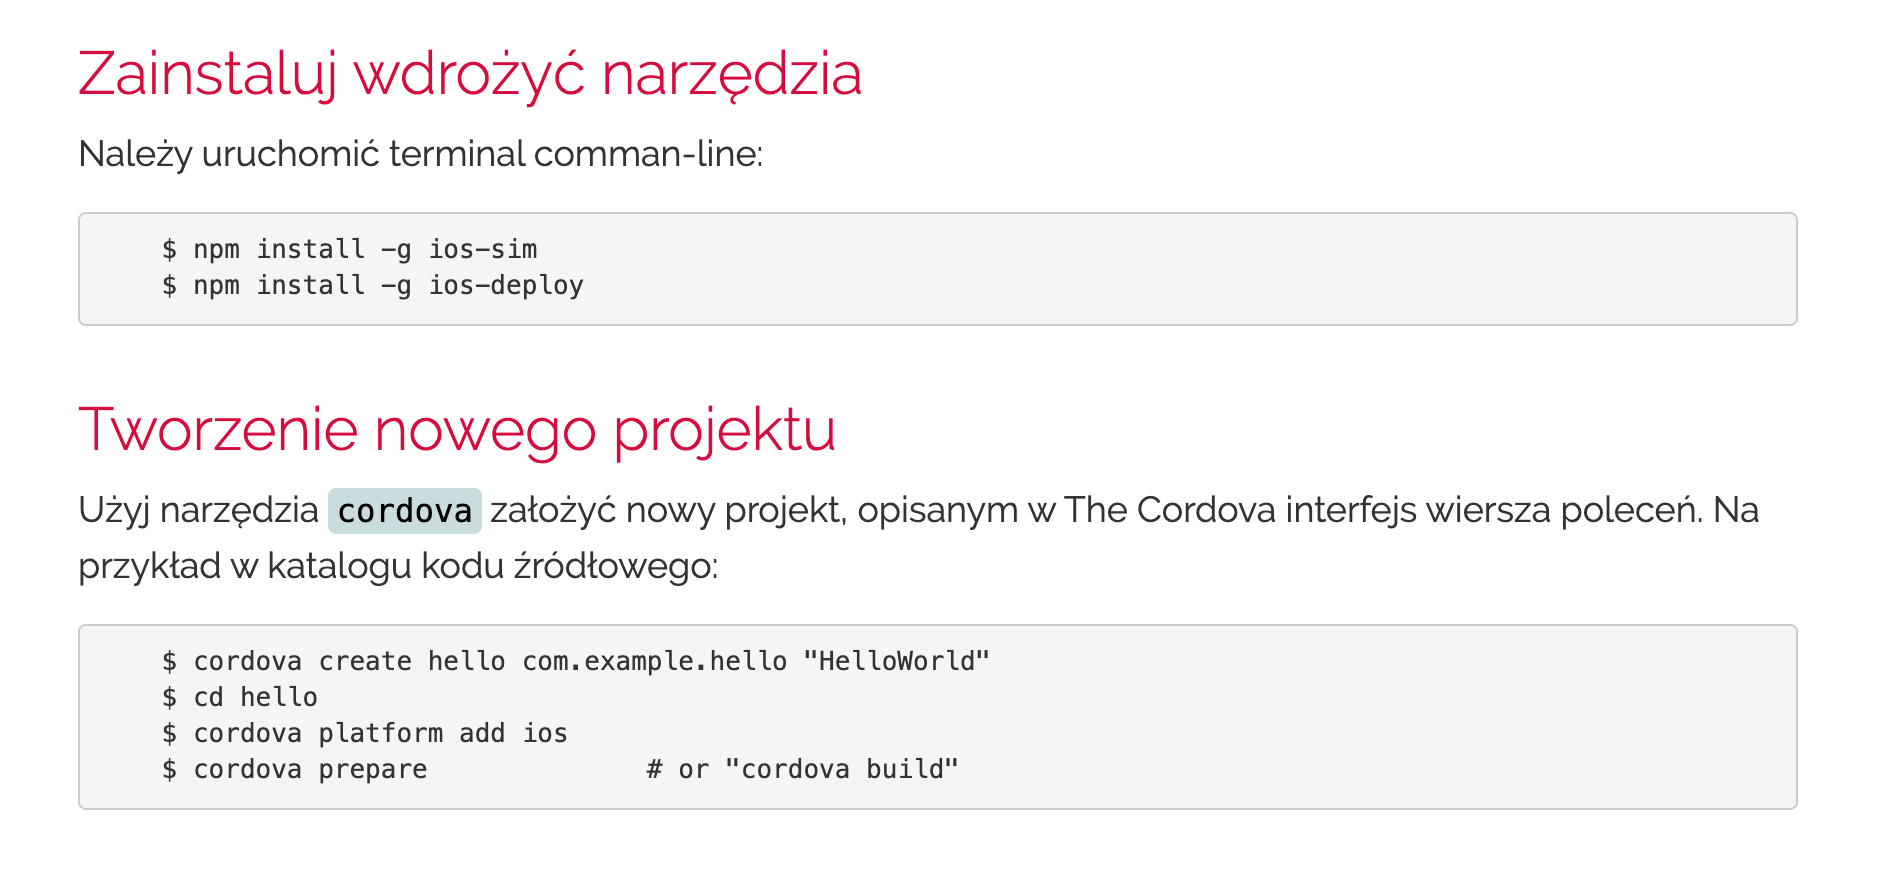 Zainstaluj wdrożyć narzędzia
Należy uruchomić terminal comman-line:
$ npm install -g ios-sim
$ npm install -g ios-deploy
Tworzenie nowego projektu
Użyj narzędzia cordova założyć nowy projekt, opisanym w The Cordova interfejs wiersza poleceń. Na
przykład w katalogu kodu źródłowego:
$ cordova create hello com.example.hello "HelloWorld"
$ cd hello
$ cordova platform add ios
$ cordova prepare              # or "cordova build"